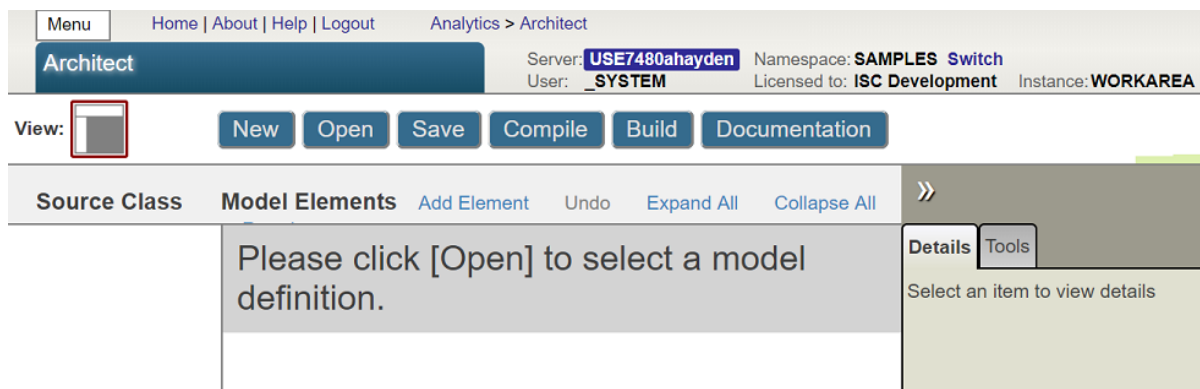 Menu Home | About | Help | Logout Analytics > Architect
Architect
Server: USE7480ahayden Namespace: SAMPLES Switch
User: _SYSTEM Licensed to: ISC Development Instance: WORKAREA
View: New Open Save Compile Build Documentation
Source Class Model Elements Add Element Undo Expand All Collapse All »
Please click [Open] to select a model
definition.
Details Tools
Select an item to view details